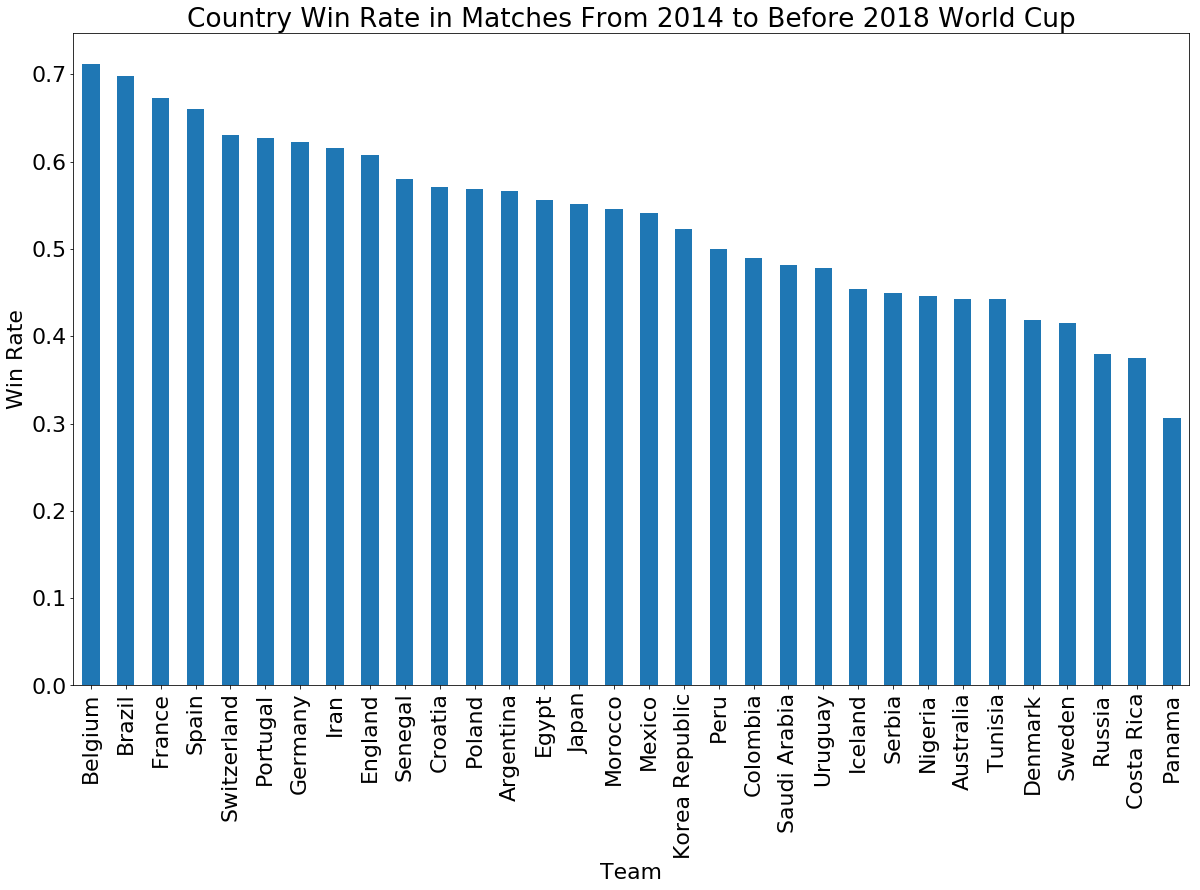 Country Win Rate in Matches From 2014 to Before 2018 World Cup
Win Rate
0.7
0.6
0.5
0.4
0.3
0.2
0.1
0.0
Belgium
Brazil
France
Spain
Switzerland
Portugal
Germany
Iran
England
Senegal
Croatia
Poland
Argentina
Egypt
Japan
Morocco
Mexico
Korea Republic
Peru
Colombia
Saudi Arabia
Uruguay
Iceland
Serbia
Nigeria
Australia
Tunisia
Denmark
Sweden
Russia
Costa Rica
Panama
Team